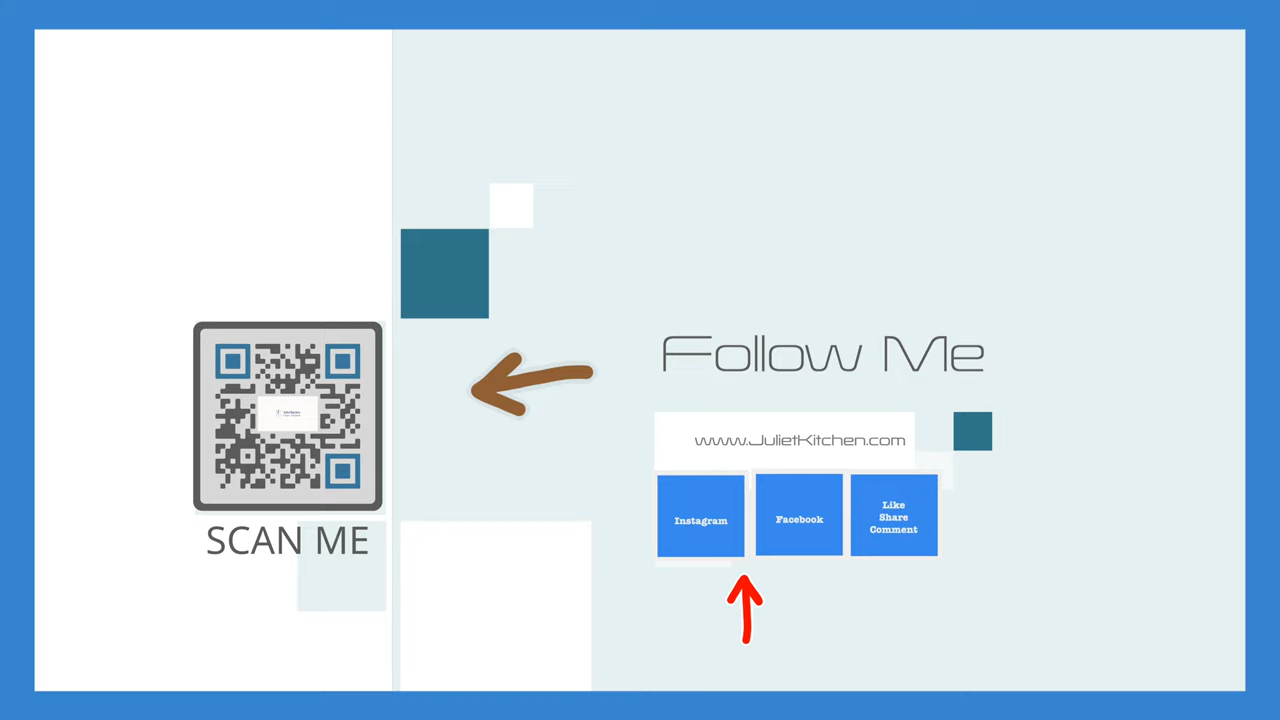 Follow Me
www.JulietKitchen.com
Instagram
Facebook
Like
Share
Comment
SCAN ME